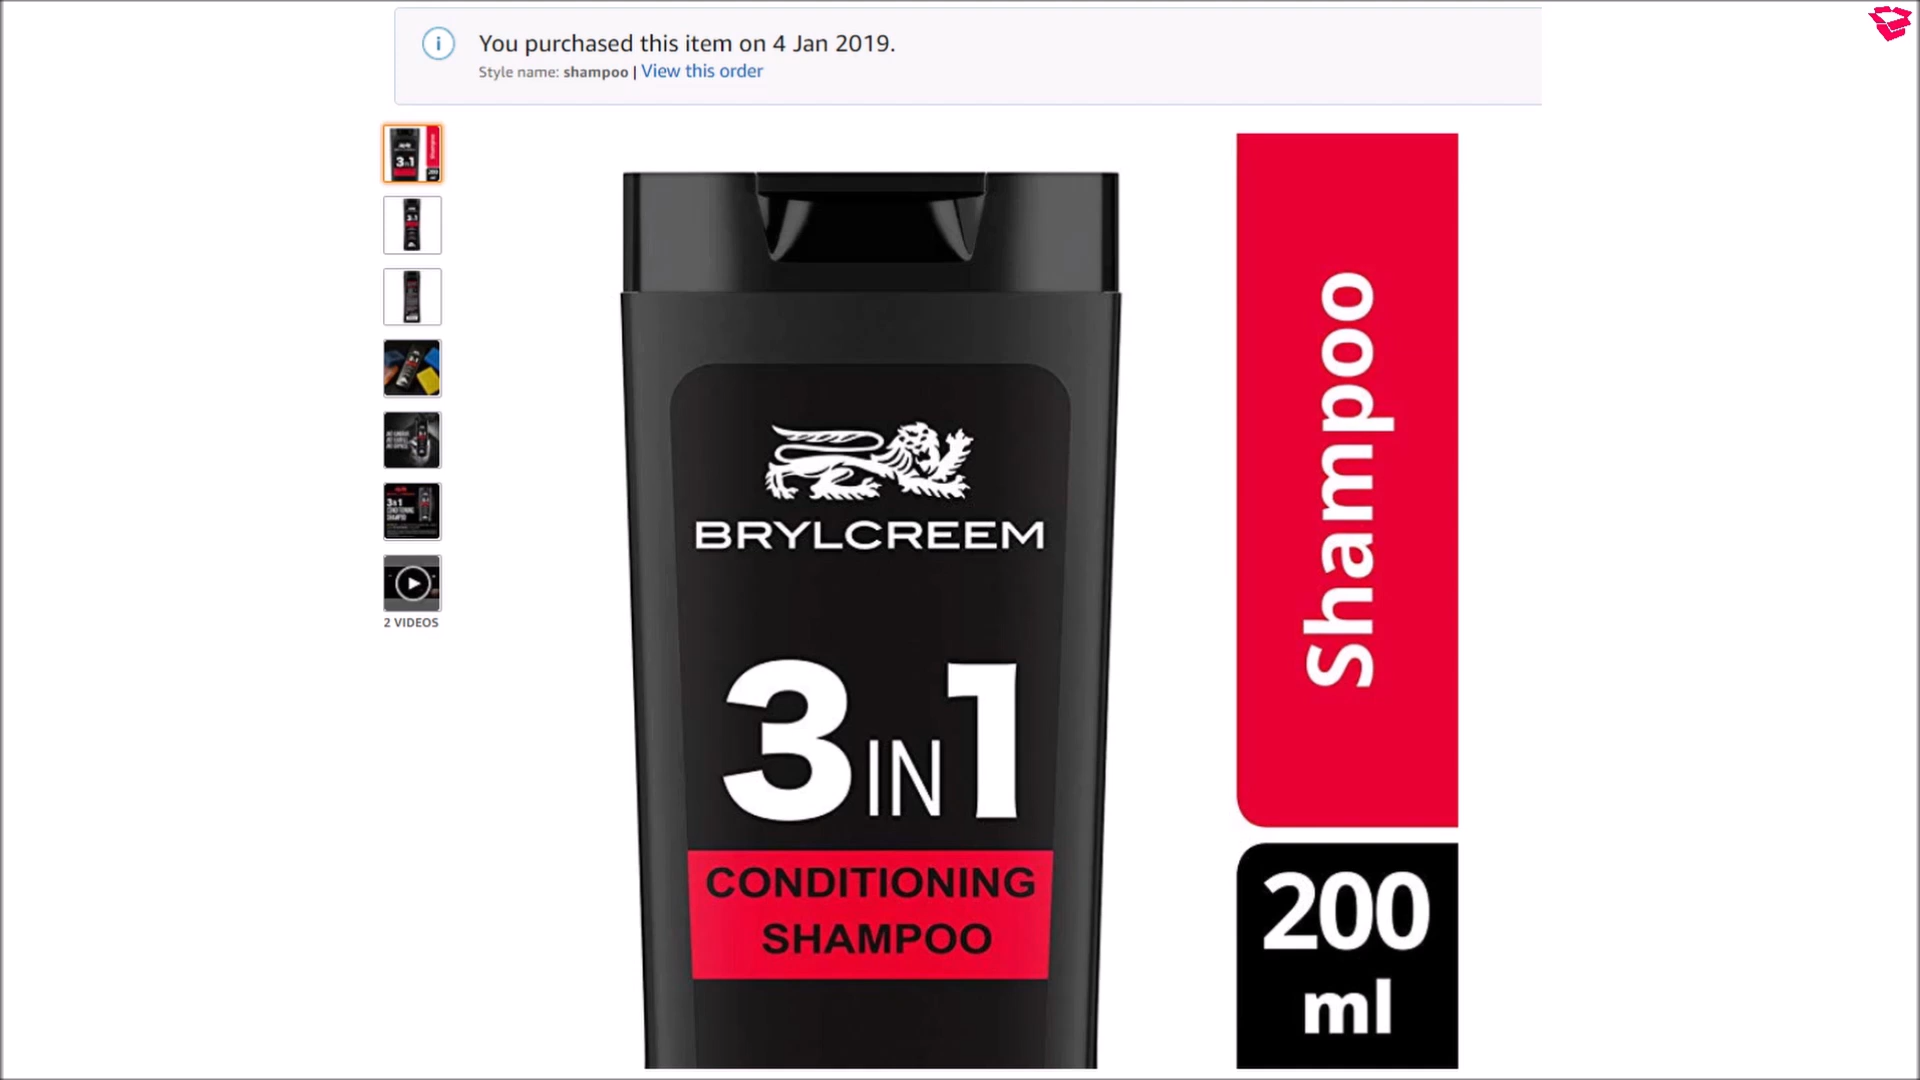 You purchased this item on 4 Jan 2019.
Style name: shampoo | View this order
2 VIDEOS
BRYLCREEM
3 IN 1
CONDITIONING
SHAMPOO
Shampoo
200
ml